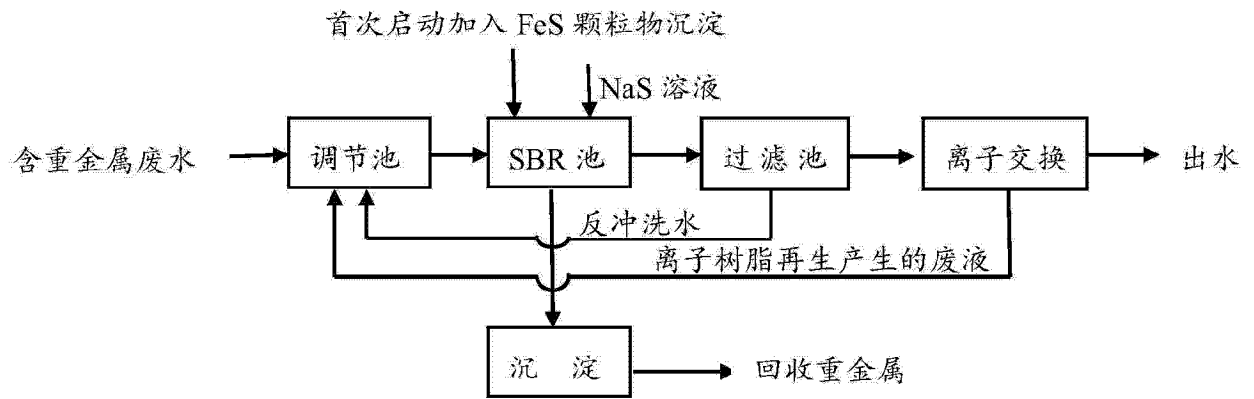 首次启动加入 FeS 颗粒物沉淀
NaS 溶液
含重金属废水
调节池
SBR 池
过滤池
离子交换
出水
反冲洗水
离子树脂再生产生的废液
沉 淀
回收重金属